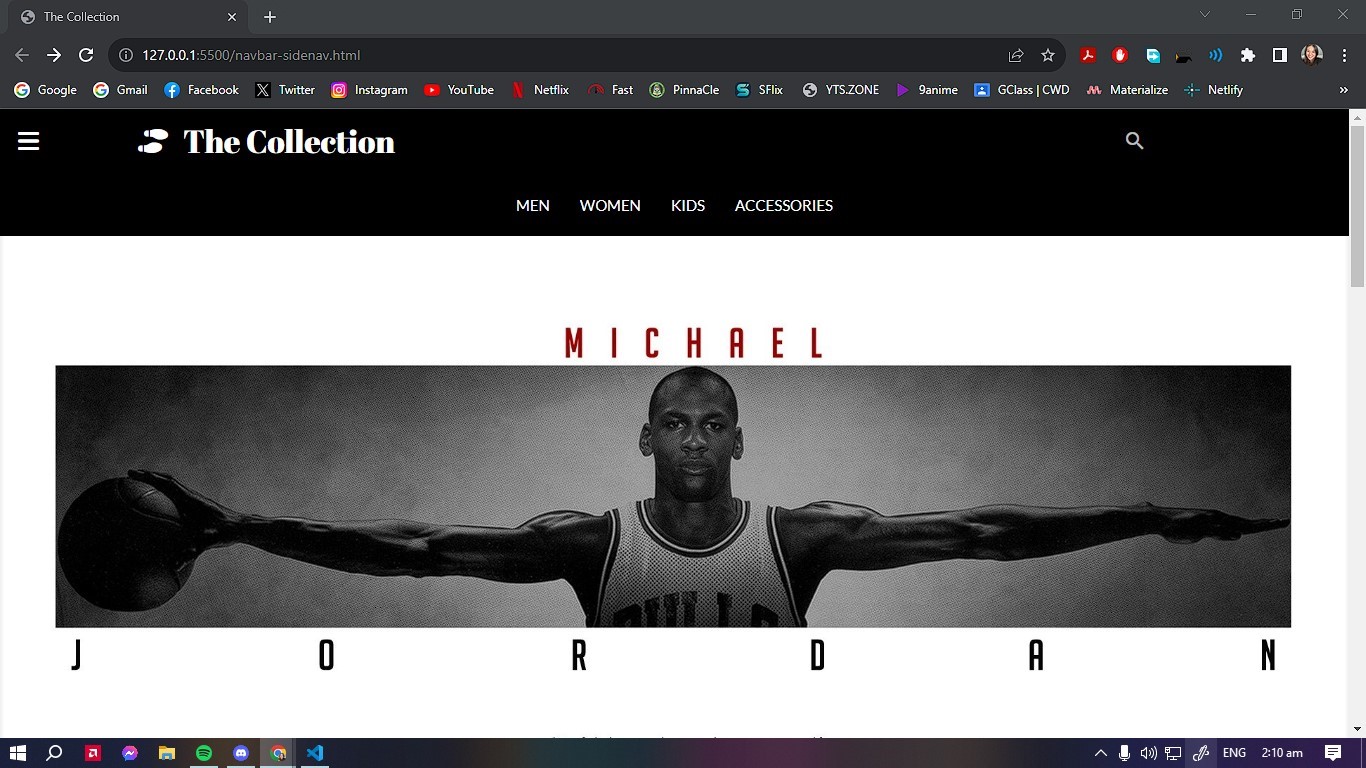 The Collection
127.0.0.1:5500/navbar-sidenav.html
Google Gmail Facebook Twitter Instagram YouTube Netflix Fast PinnaCle SFlix YTS.ZONE 9anime GClass | CWD Materialize Netlify »
The Collection
MEN WOMEN KIDS ACCESSORIES
MICHAEL
JORDAN
ENG 2:10 am